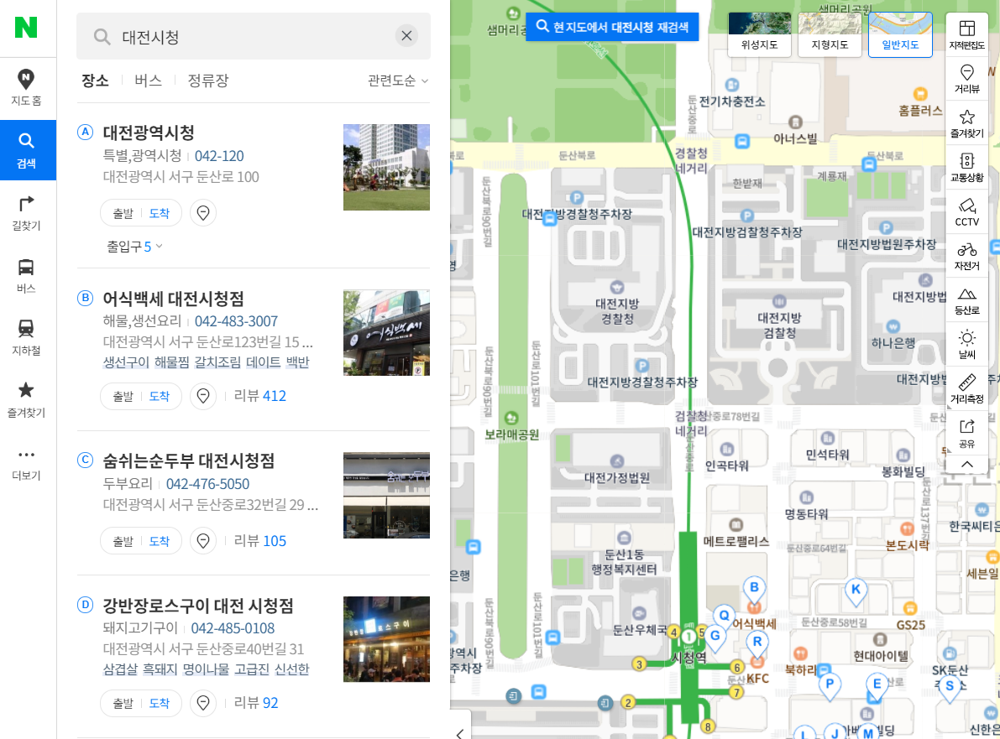 대전시청
장소
버스
정류장
관련도순
지도 홈
검색
길찾기
버스
지하철
즐겨찾기
더보기
A
대전광역시청
특별,광역시청
042-120
대전광역시 서구 둔산로 100
출발
도착
출입구 5
B
어식백세 대전시청점
해물,생선요리
042-483-3007
대전광역시 서구 둔산로123번길 15 ...
생선구이 해물찜 갈치조림 데이트 백반
출발
도착
리뷰 412
C
숨쉬는순두부 대전시청점
두부요리
042-476-5050
대전광역시 서구 둔산중로32번길 29 ...
출발
도착
리뷰 105
D
강반장로스구이 대전 시청점
돼지고기구이
042-485-0108
대전광역시 서구 둔산중로40번길 31
삼겹살 흑돼지 명이나물 고급진 신선한
출발
도착
리뷰 92
샘머리공원
현 지도에서 대전시청 재검색
위성지도
지형지도
일반지도
지적편집도
거리뷰
즐겨찾기
교통상황
CCTV
자전거
등산로
날씨
거리측정
공유
전기차충전소
홈플러스
애너스빌
둔산중로
경찰청
네거리
둔산북로
둔산북로
한밭재
계룡재
둔산북로90번길
대전지방경찰청주차장
대전지방검찰청주차장
대전지방법원주차장
대전지방
경찰청
대전지방
검찰청
하나은행
둔산북로90번길
둔산로101번길
대전지방경찰청주차장
검찰청
네거리
둔산중로78번길
둔산중로
보라매공원
대전가정법원
인곡타워
민석타워
봉화빌딩
명동타워
둔산로137번길
한국씨티은
메트로팰리스
본도시락
둔산중로64번길
둔산1동
행정복지센터
세븐일
둔산우체국
어식백세
둔산중로58번길
GS25
현대아이텔
시청역
KFC
북하리
SK둔산
신한은
둔산북로90번길
둔산로101번길
B
Q
G
R
K
P
E
S
L
J
M
1
2
3
4
5
6
7
8